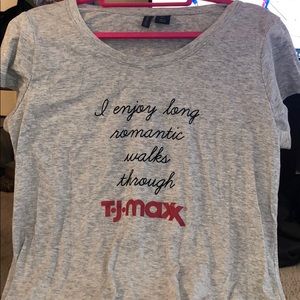 I enjoy long
romantic
walks
through
T·J·maxx